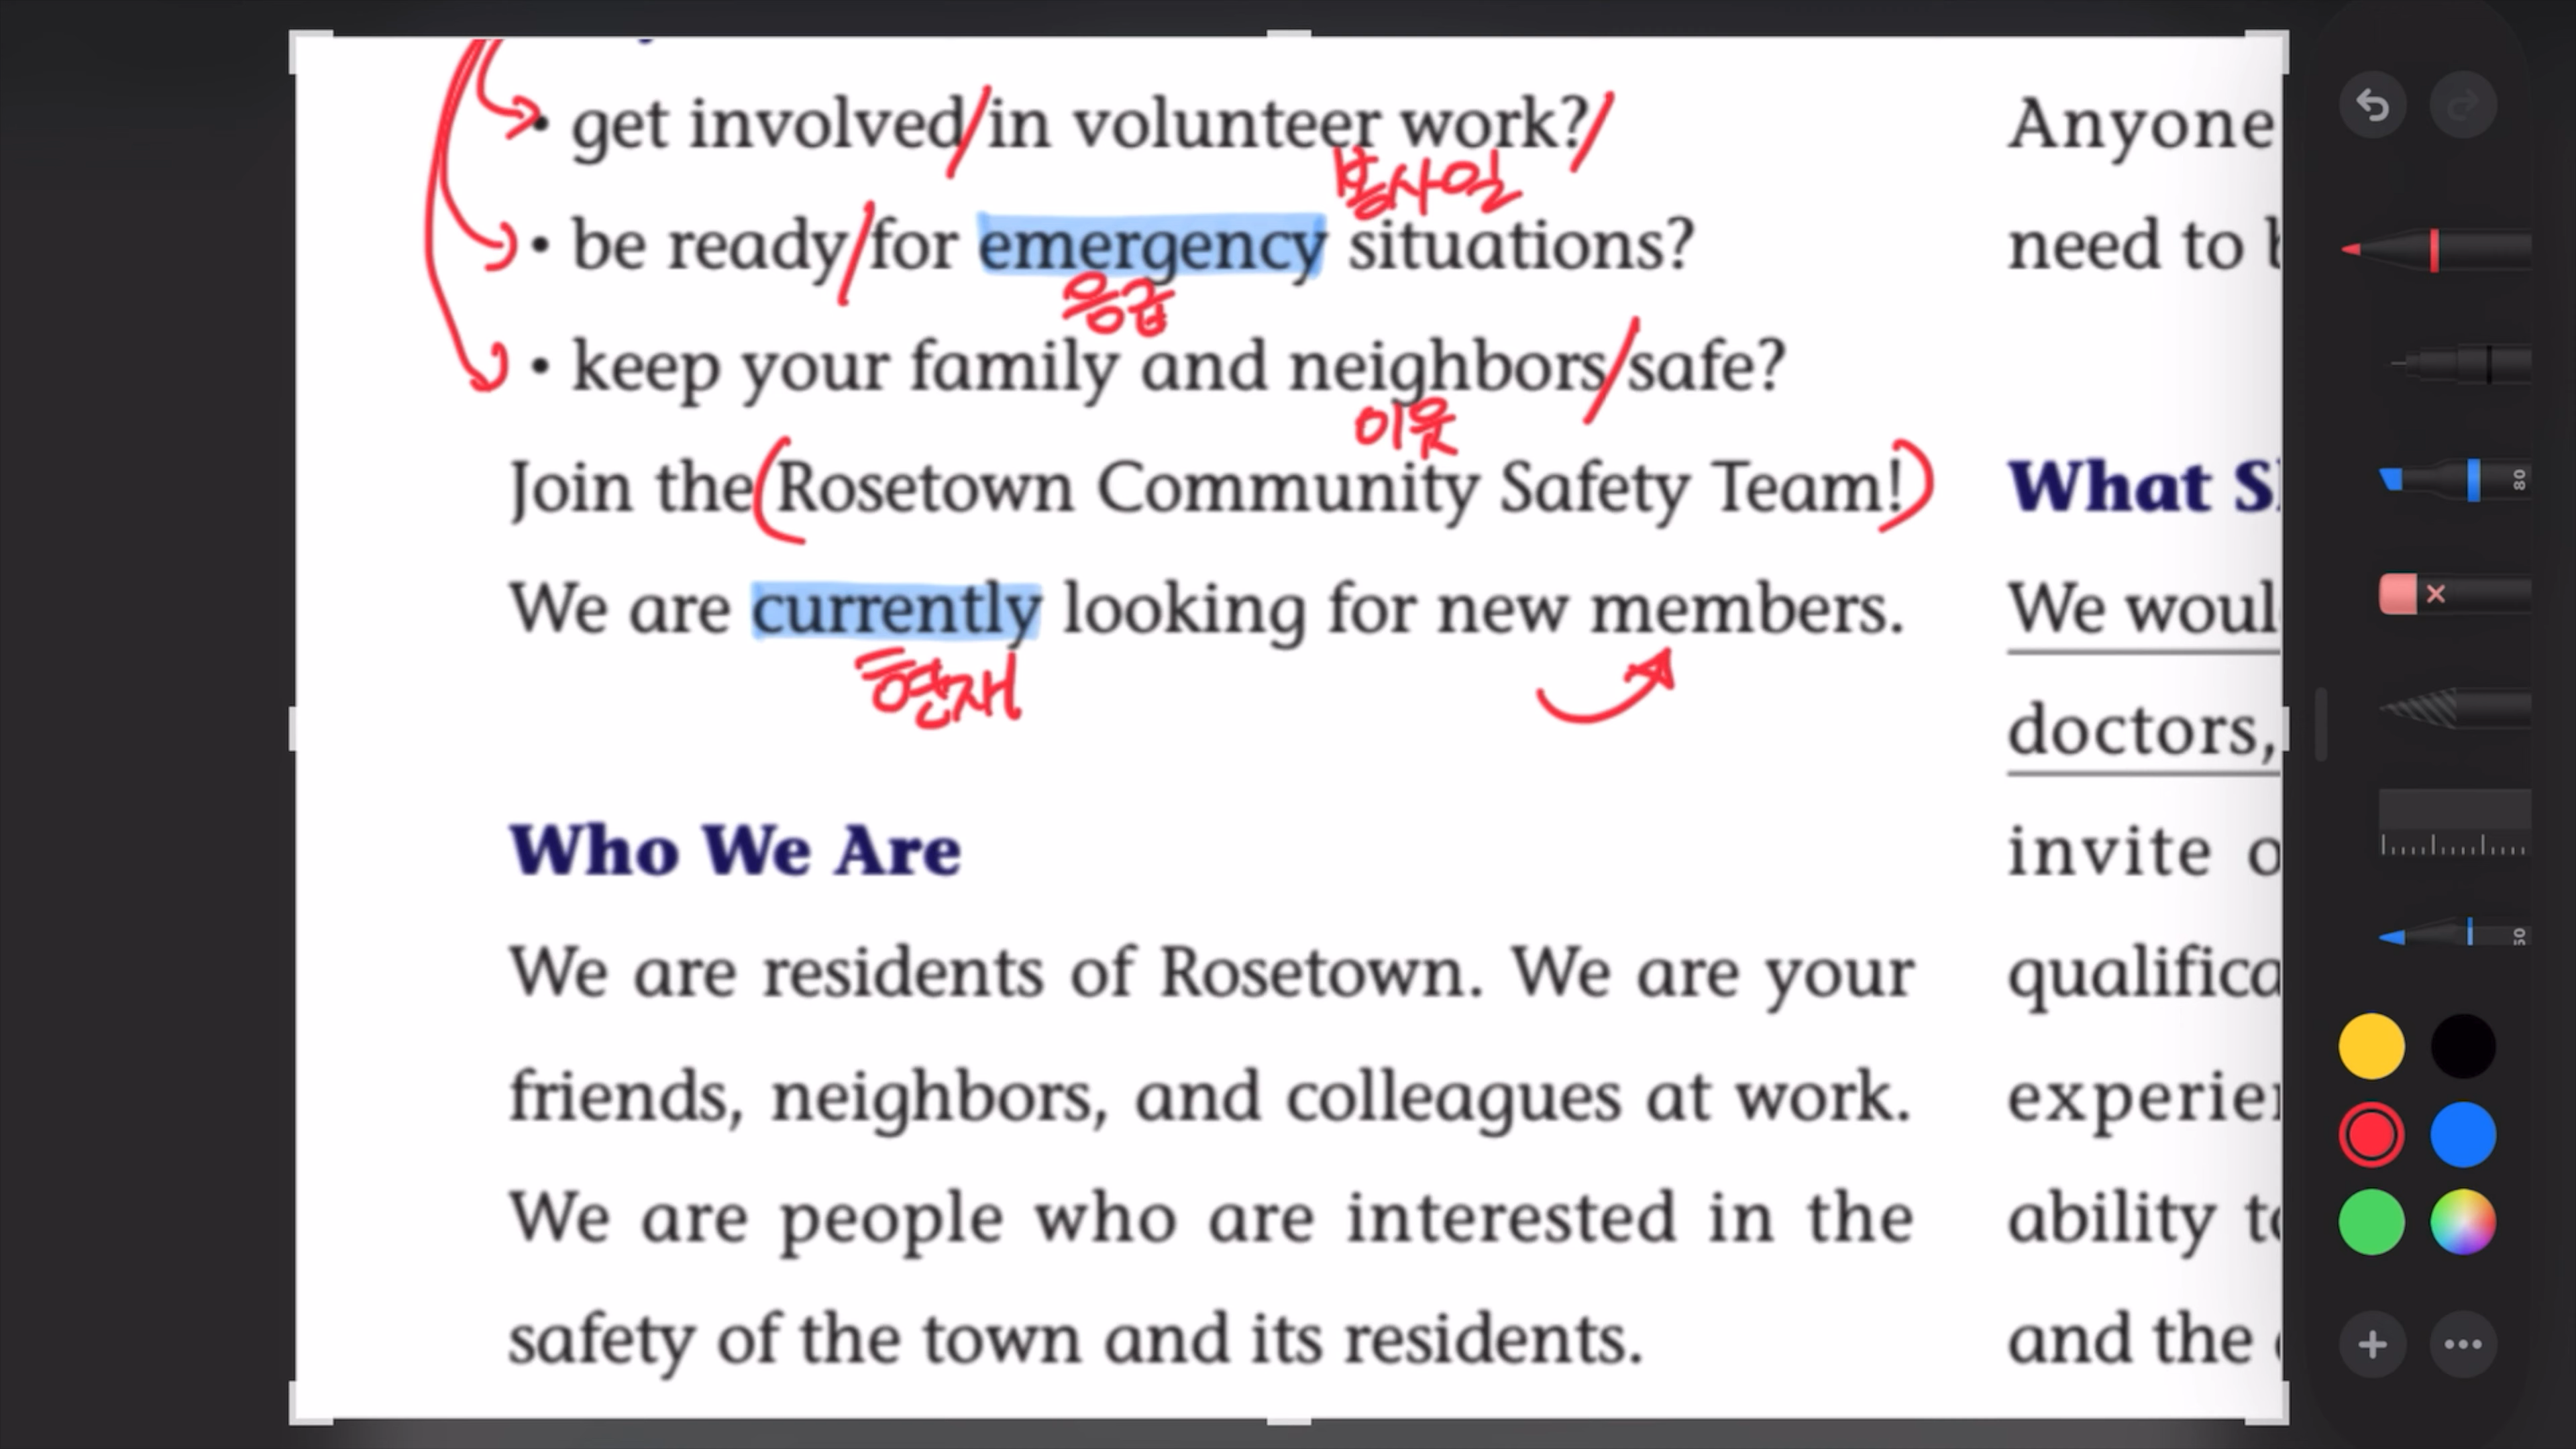 • get involved in volunteer work?
봉사일
• be ready for emergency situations?
응급
• keep your family and neighbors safe?
이웃
Join the Rosetown Community Safety Team!
We are currently looking for new members.
현재
Who We Are
We are residents of Rosetown. We are your
friends, neighbors, and colleagues at work.
We are people who are interested in the
safety of the town and its residents.
Anyone
need to
What
We
doctors,
invite
ability
and the
80
50